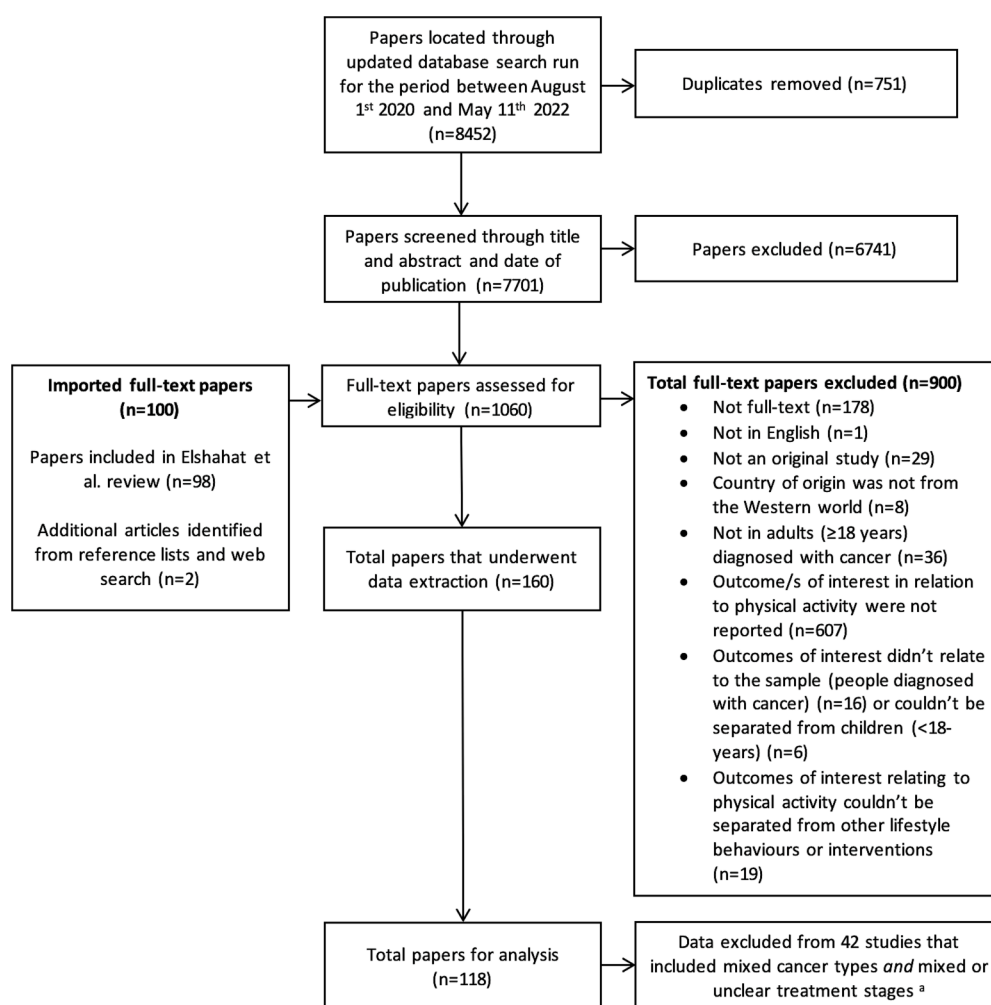 Papers located through
updated database search run
for the period between August
1st 2020 and May 11th 2022
(n=8452)
Duplicates removed (n=751)
Papers screened through title
and abstract and date of
publication (n=7701)
Papers excluded (n=6741)
Imported full-text papers
(n=100)
Papers included in Elshahat et
al. review (n=98)
Additional articles identified
from reference lists and web
search (n=2)
Full-text papers assessed for
eligibility (n=1060)
Total full-text papers excluded (n=900)
• Not full-text (n=178)
• Not in English (n=1)
• Not an original study (n=29)
• Country of origin was not from
the Western world (n=8)
• Not in adults (≥18 years)
diagnosed with cancer (n=36)
• Outcome/s of interest in relation
to physical activity were not
reported (n=607)
• Outcomes of interest didn’t relate
to the sample (people diagnosed
with cancer) (n=16) or couldn’t be
separated from children (<18-
years) (n=6)
• Outcomes of interest relating to
physical activity couldn’t be
separated from other lifestyle
behaviours or interventions
(n=19)
Total papers that underwent
data extraction (n=160)
Total papers for analysis
(n=118)
Data excluded from 42 studies that
included mixed cancer types and mixed or
unclear treatment stages a